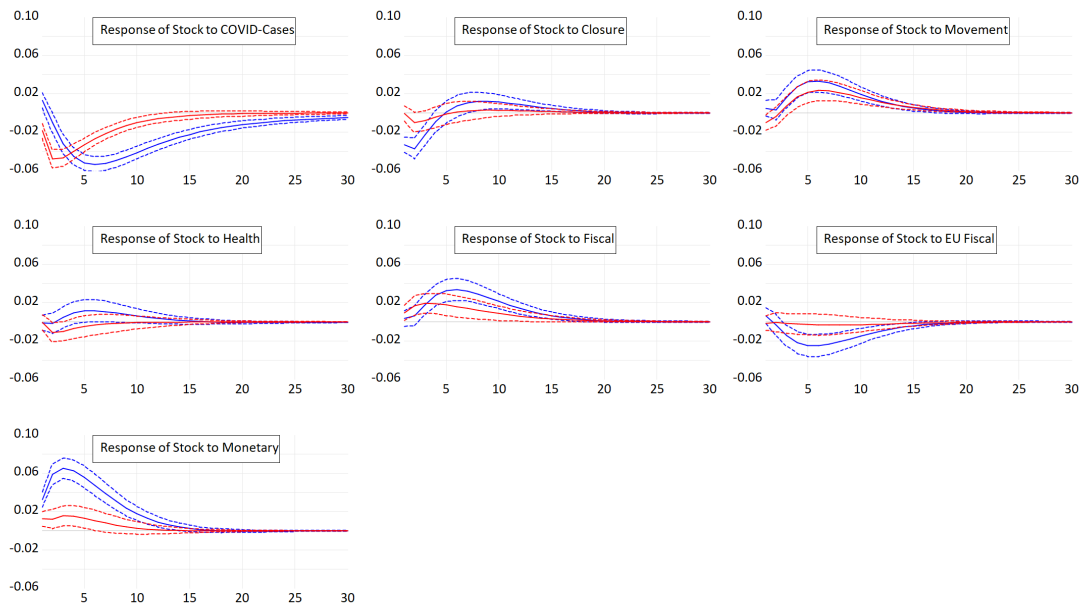 Response of Stock to COVID-Cases
0.10
0.06
0.02
-0.02
-0.06
5 10 15 20 25 30
Response of Stock to Closure
0.10
0.06
0.02
-0.02
-0.06
5 10 15 20 25 30
Response of Stock to Movement
0.10
0.06
0.02
-0.02
-0.06
5 10 15 20 25 30
Response of Stock to Health
0.10
0.06
0.02
-0.02
-0.06
5 10 15 20 25 30
Response of Stock to Fiscal
0.10
0.06
0.02
-0.02
-0.06
5 10 15 20 25 30
Response of Stock to EU Fiscal
0.10
0.06
0.02
-0.02
-0.06
5 10 15 20 25 30
Response of Stock to Monetary
0.10
0.06
0.02
-0.02
-0.06
5 10 15 20 25 30